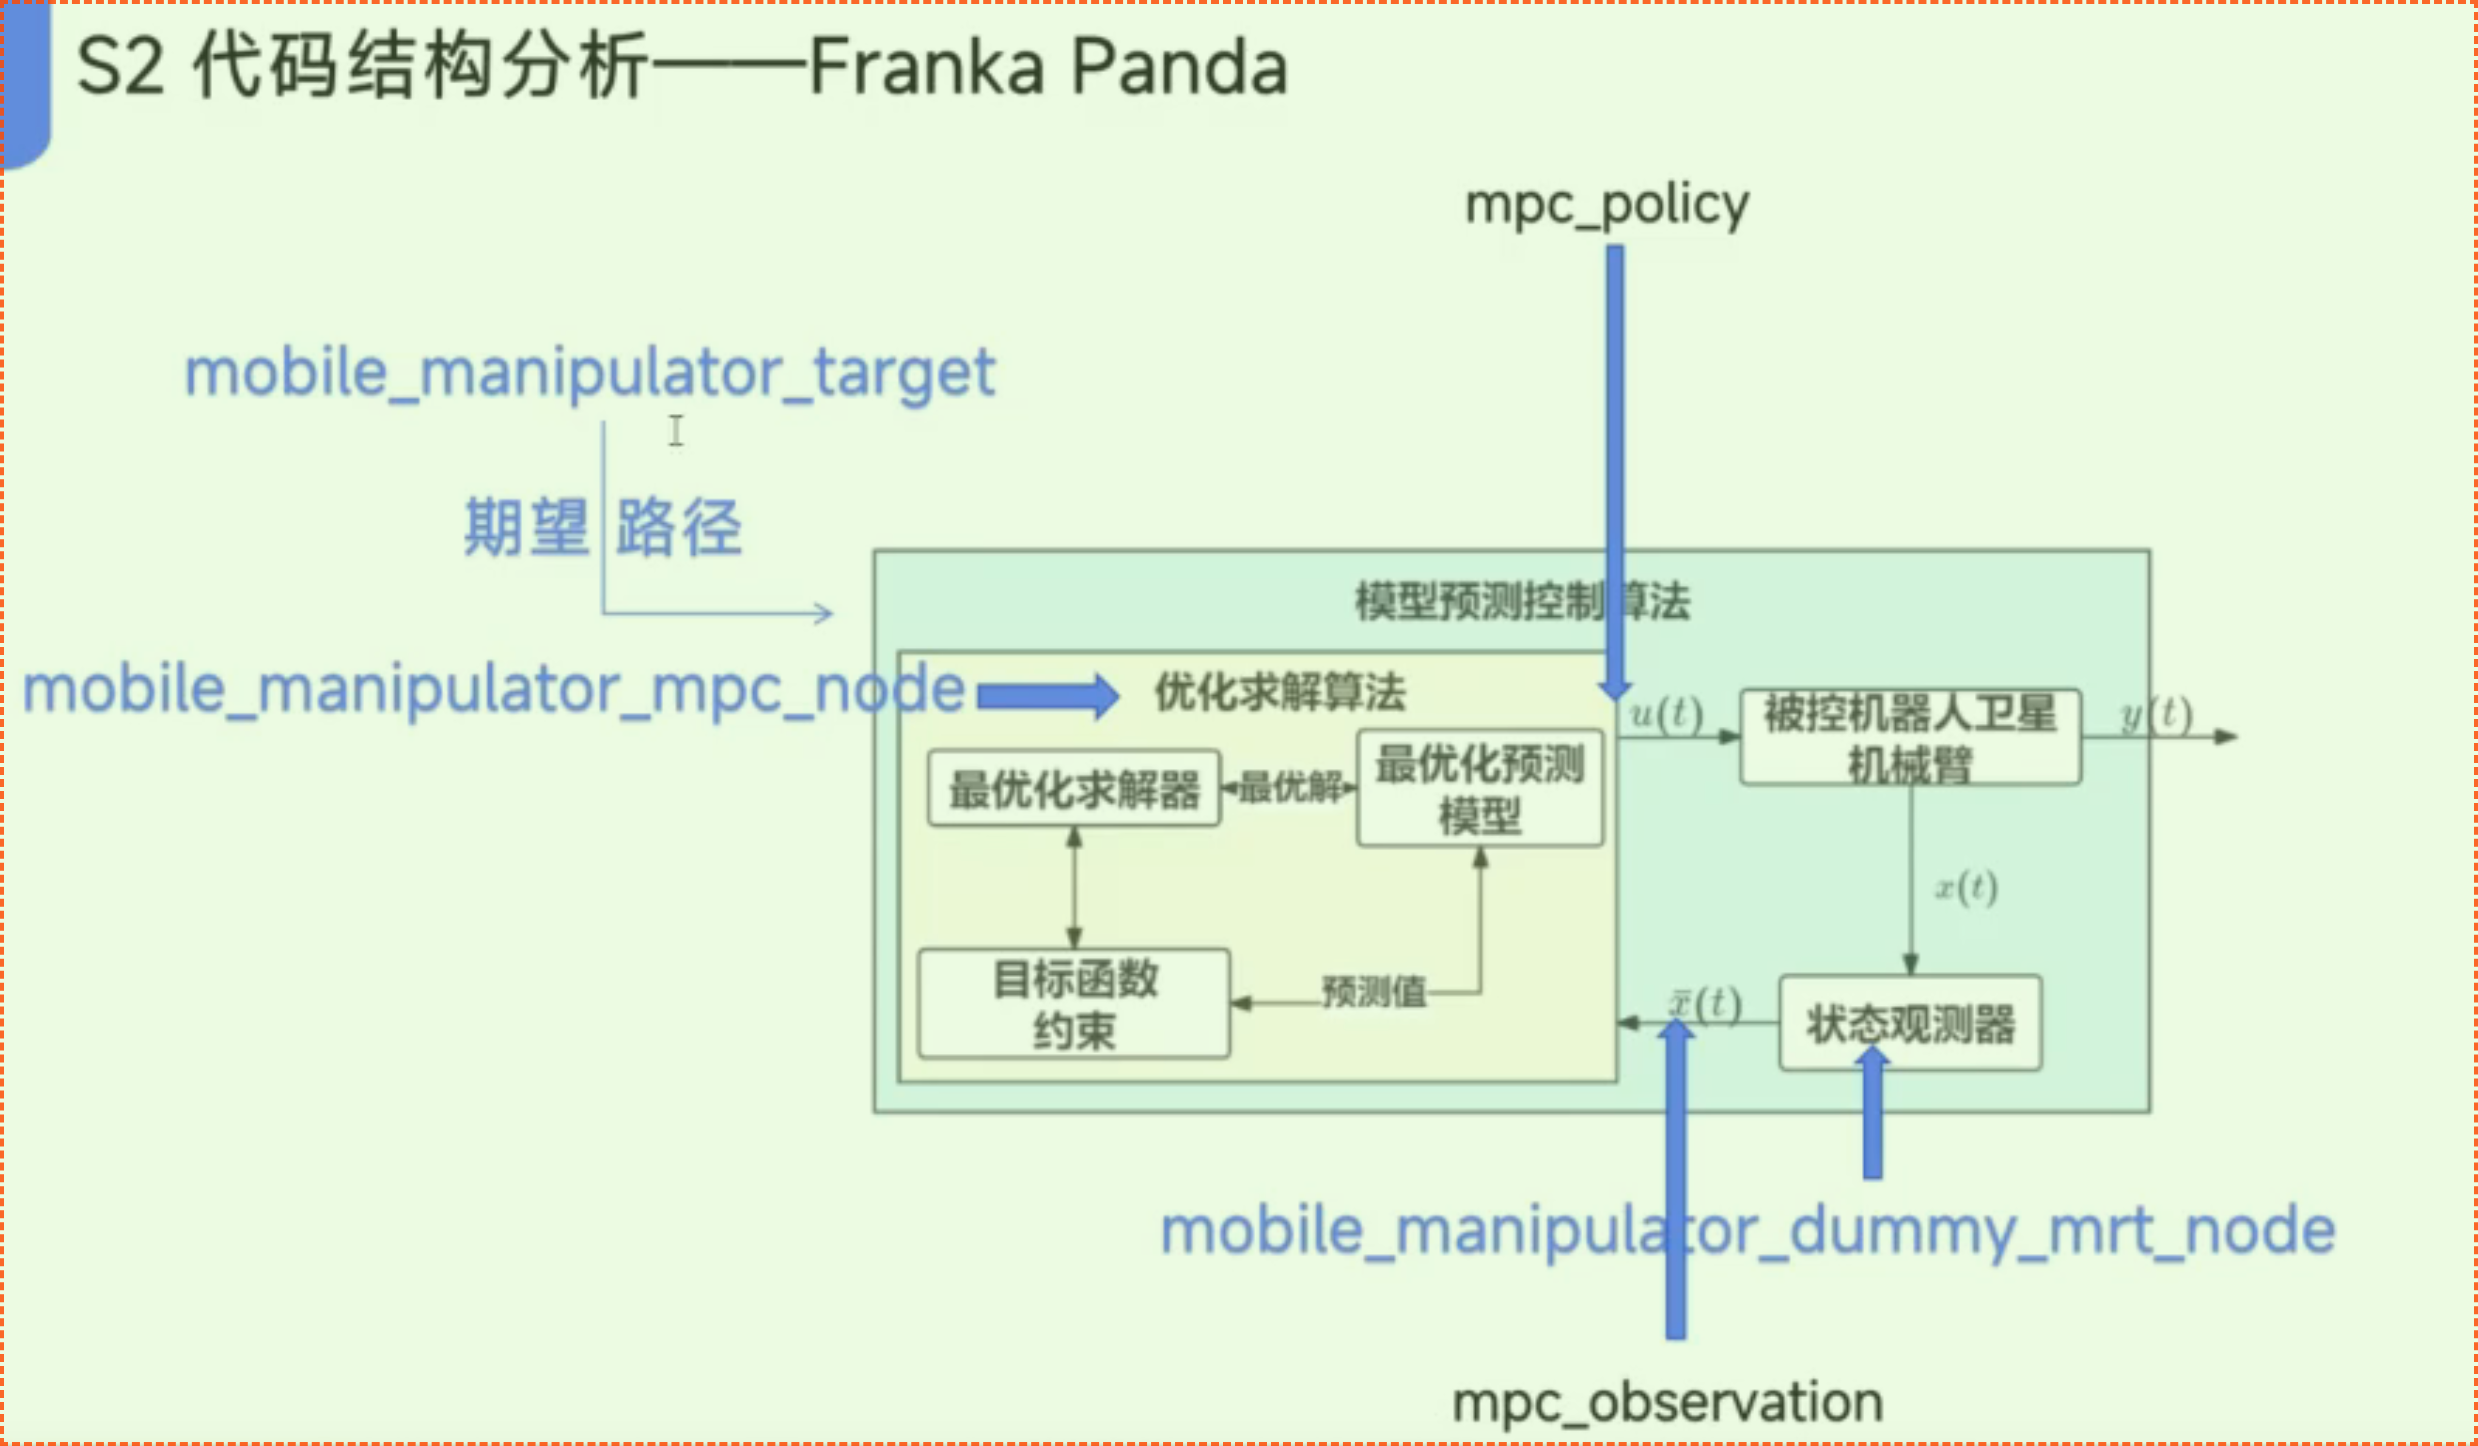 S2 代码结构分析——Franka Panda
mpc_policy
mobile_manipulator_target
期望 路径
模型预测控制算法
mobile_manipulator_mpc_node
优化求解算法
u(t)
被控机器人卫星
机械臂
y(t)
最优化求解器
最优解
最优化预测
模型
x(t)
目标函数
约束
预测值
x̄(t)
状态观测器
mobile_manipulator_dummy_mrt_node
mpc_observation